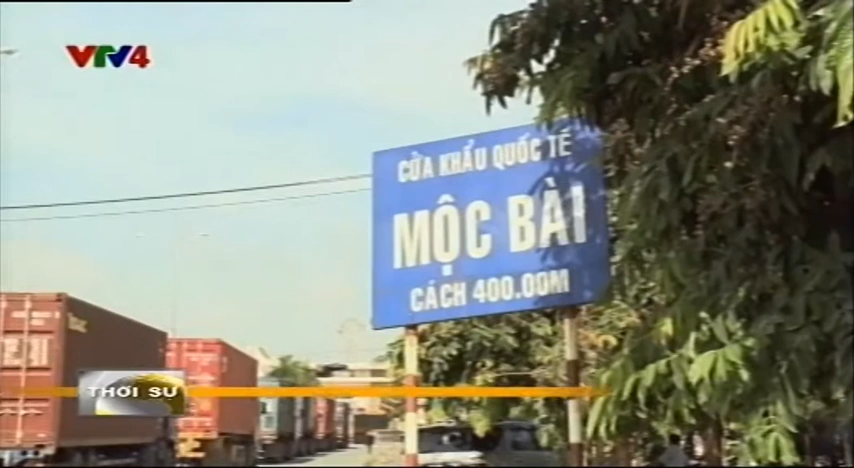 VTV4
CỬA KHẨU QUỐC TẾ
MỘC BÀI
CÁCH 400.00M
THỜI SỰ